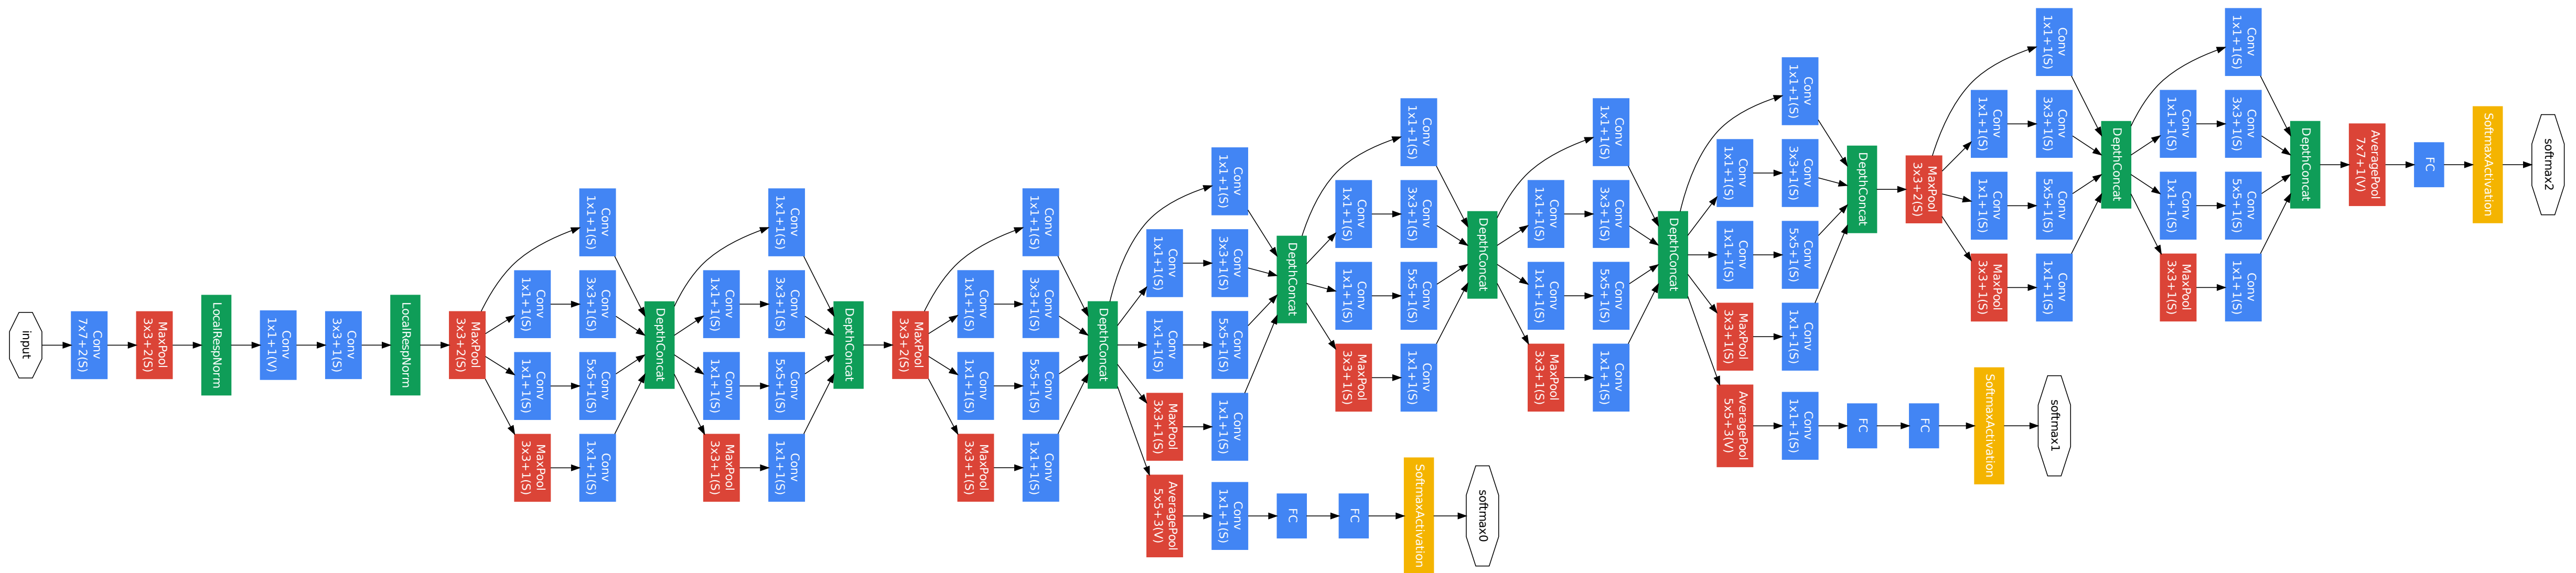 input
Conv
7x7+2(S)
MaxPool
3x3+2(S)
LocalRespNorm
Conv
1x1+1(V)
Conv
3x3+1(S)
LocalRespNorm
MaxPool
3x3+2(S)
Conv
1x1+1(S)
Conv
1x1+1(S)
MaxPool
3x3+1(S)
Conv
1x1+1(S)
Conv
3x3+1(S)
Conv
5x5+1(S)
Conv
1x1+1(S)
DepthConcat
Conv
1x1+1(S)
Conv
1x1+1(S)
MaxPool
3x3+1(S)
Conv
1x1+1(S)
Conv
3x3+1(S)
Conv
5x5+1(S)
Conv
1x1+1(S)
DepthConcat
MaxPool
3x3+2(S)
Conv
1x1+1(S)
Conv
1x1+1(S)
MaxPool
3x3+1(S)
Conv
1x1+1(S)
Conv
3x3+1(S)
Conv
5x5+1(S)
Conv
1x1+1(S)
DepthConcat
Conv
1x1+1(S)
Conv
1x1+1(S)
MaxPool
3x3+1(S)
AveragePool
5x5+3(V)
Conv
1x1+1(S)
Conv
3x3+1(S)
Conv
5x5+1(S)
Conv
1x1+1(S)
Conv
1x1+1(S)
DepthConcat
FC
Conv
1x1+1(S)
Conv
1x1+1(S)
MaxPool
3x3+1(S)
FC
Conv
1x1+1(S)
Conv
3x3+1(S)
Conv
5x5+1(S)
Conv
1x1+1(S)
SoftmaxActivation
DepthConcat
softmax0
Conv
1x1+1(S)
Conv
1x1+1(S)
MaxPool
3x3+1(S)
Conv
1x1+1(S)
Conv
3x3+1(S)
Conv
5x5+1(S)
Conv
1x1+1(S)
DepthConcat
Conv
1x1+1(S)
Conv
1x1+1(S)
MaxPool
3x3+1(S)
AveragePool
5x5+3(V)
Conv
1x1+1(S)
Conv
3x3+1(S)
Conv
5x5+1(S)
Conv
1x1+1(S)
Conv
1x1+1(S)
DepthConcat
FC
MaxPool
3x3+2(S)
FC
Conv
1x1+1(S)
Conv
1x1+1(S)
MaxPool
3x3+1(S)
SoftmaxActivation
Conv
1x1+1(S)
Conv
3x3+1(S)
Conv
5x5+1(S)
Conv
1x1+1(S)
softmax1
DepthConcat
Conv
1x1+1(S)
Conv
1x1+1(S)
MaxPool
3x3+1(S)
Conv
1x1+1(S)
Conv
3x3+1(S)
Conv
5x5+1(S)
Conv
1x1+1(S)
DepthConcat
AveragePool
7x7+1(V)
FC
SoftmaxActivation
softmax2